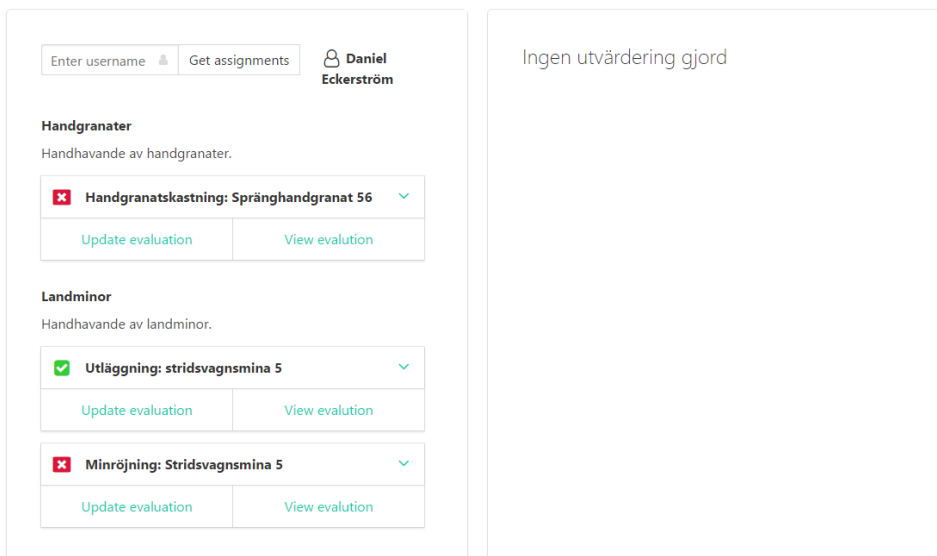 Enter username
Get assignments
Daniel
Eckerström
Handgranater
Handhavande av handgranater.
Handgranatskastning: Spränghandgranat 56
Update evaluation
View evalution
Landminor
Handhavande av landminor.
Utläggning: stridsvagnsmina 5
Update evaluation
View evalution
Minröjning: Stridsvagnsmina 5
Update evaluation
View evalution
Ingen utvärdering gjord